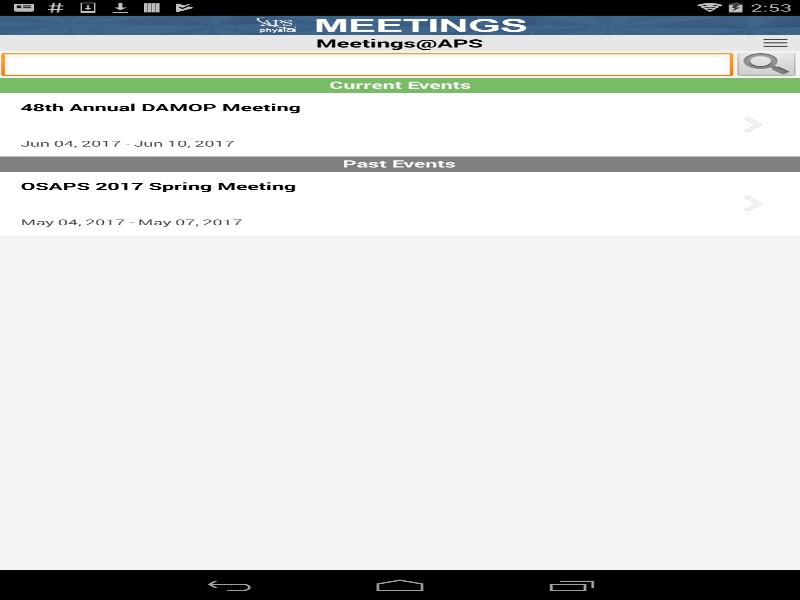 2:53
APS
physics
MEETINGS
Meetings@APS
Current Events
48th Annual DAMOP Meeting
Jun 04, 2017 - Jun 10, 2017
Past Events
OSAPS 2017 Spring Meeting
May 04, 2017 - May 07, 2017